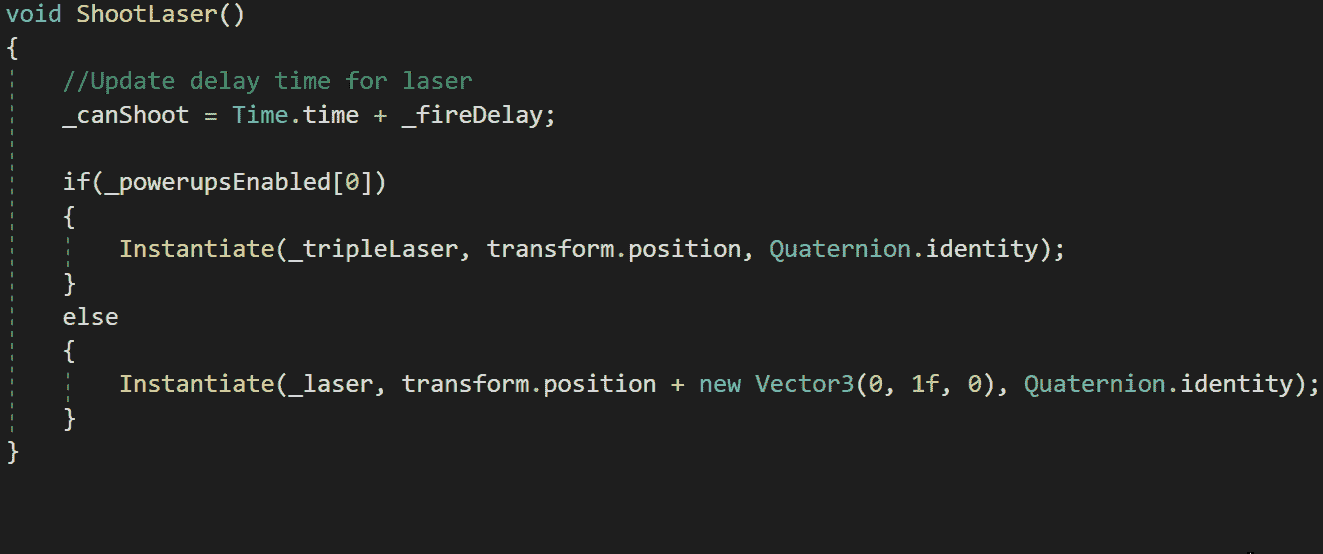 void ShootLaser()
{
    //Update delay time for laser
    _canShoot = Time.time + _fireDelay;

    if(_powerupsEnabled[0])
    {
        Instantiate(_tripleLaser, transform.position, Quaternion.identity);
    }
    else
    {
        Instantiate(_laser, transform.position + new Vector3(0, 1f, 0), Quaternion.identity);
    }
}